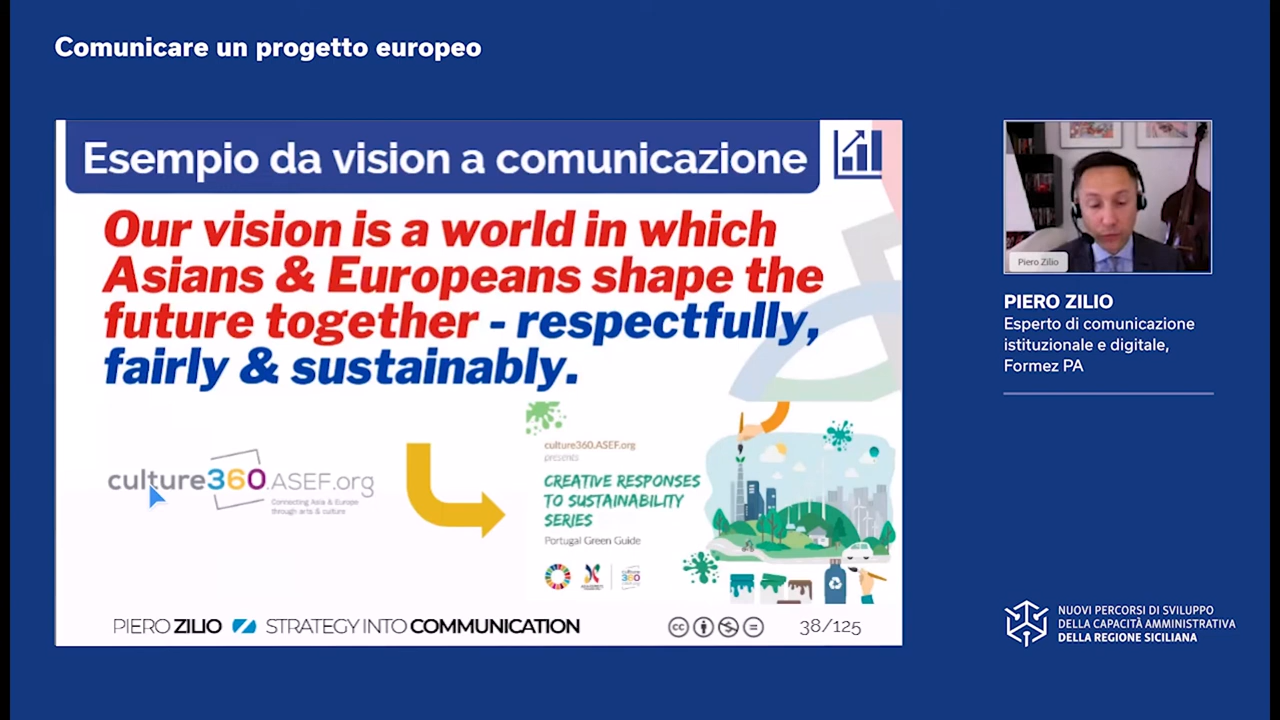 Comunicare un progetto europeo
Esempio da vision a comunicazione
Our vision is a world in which
Asians & Europeans shape the
future together - respectfully,
fairly & sustainably.
culture360.ASEF.org
Connecting Asia & Europe
through arts & culture
culture360.ASEF.org
presents
CREATIVE RESPONSES
TO SUSTAINABILITY
SERIES
Portugal Green Guide
culture
360
PIERO ZILIO STRATEGY INTO COMMUNICATION
cc
38/125
Piero Zilio
PIERO ZILIO
Esperto di comunicazione
istituzionale e digitale,
Formez PA
NUOVI PERCORSI DI SVILUPPO
DELLA CAPACITÀ AMMINISTRATIVA
DELLA REGIONE SICILIANA